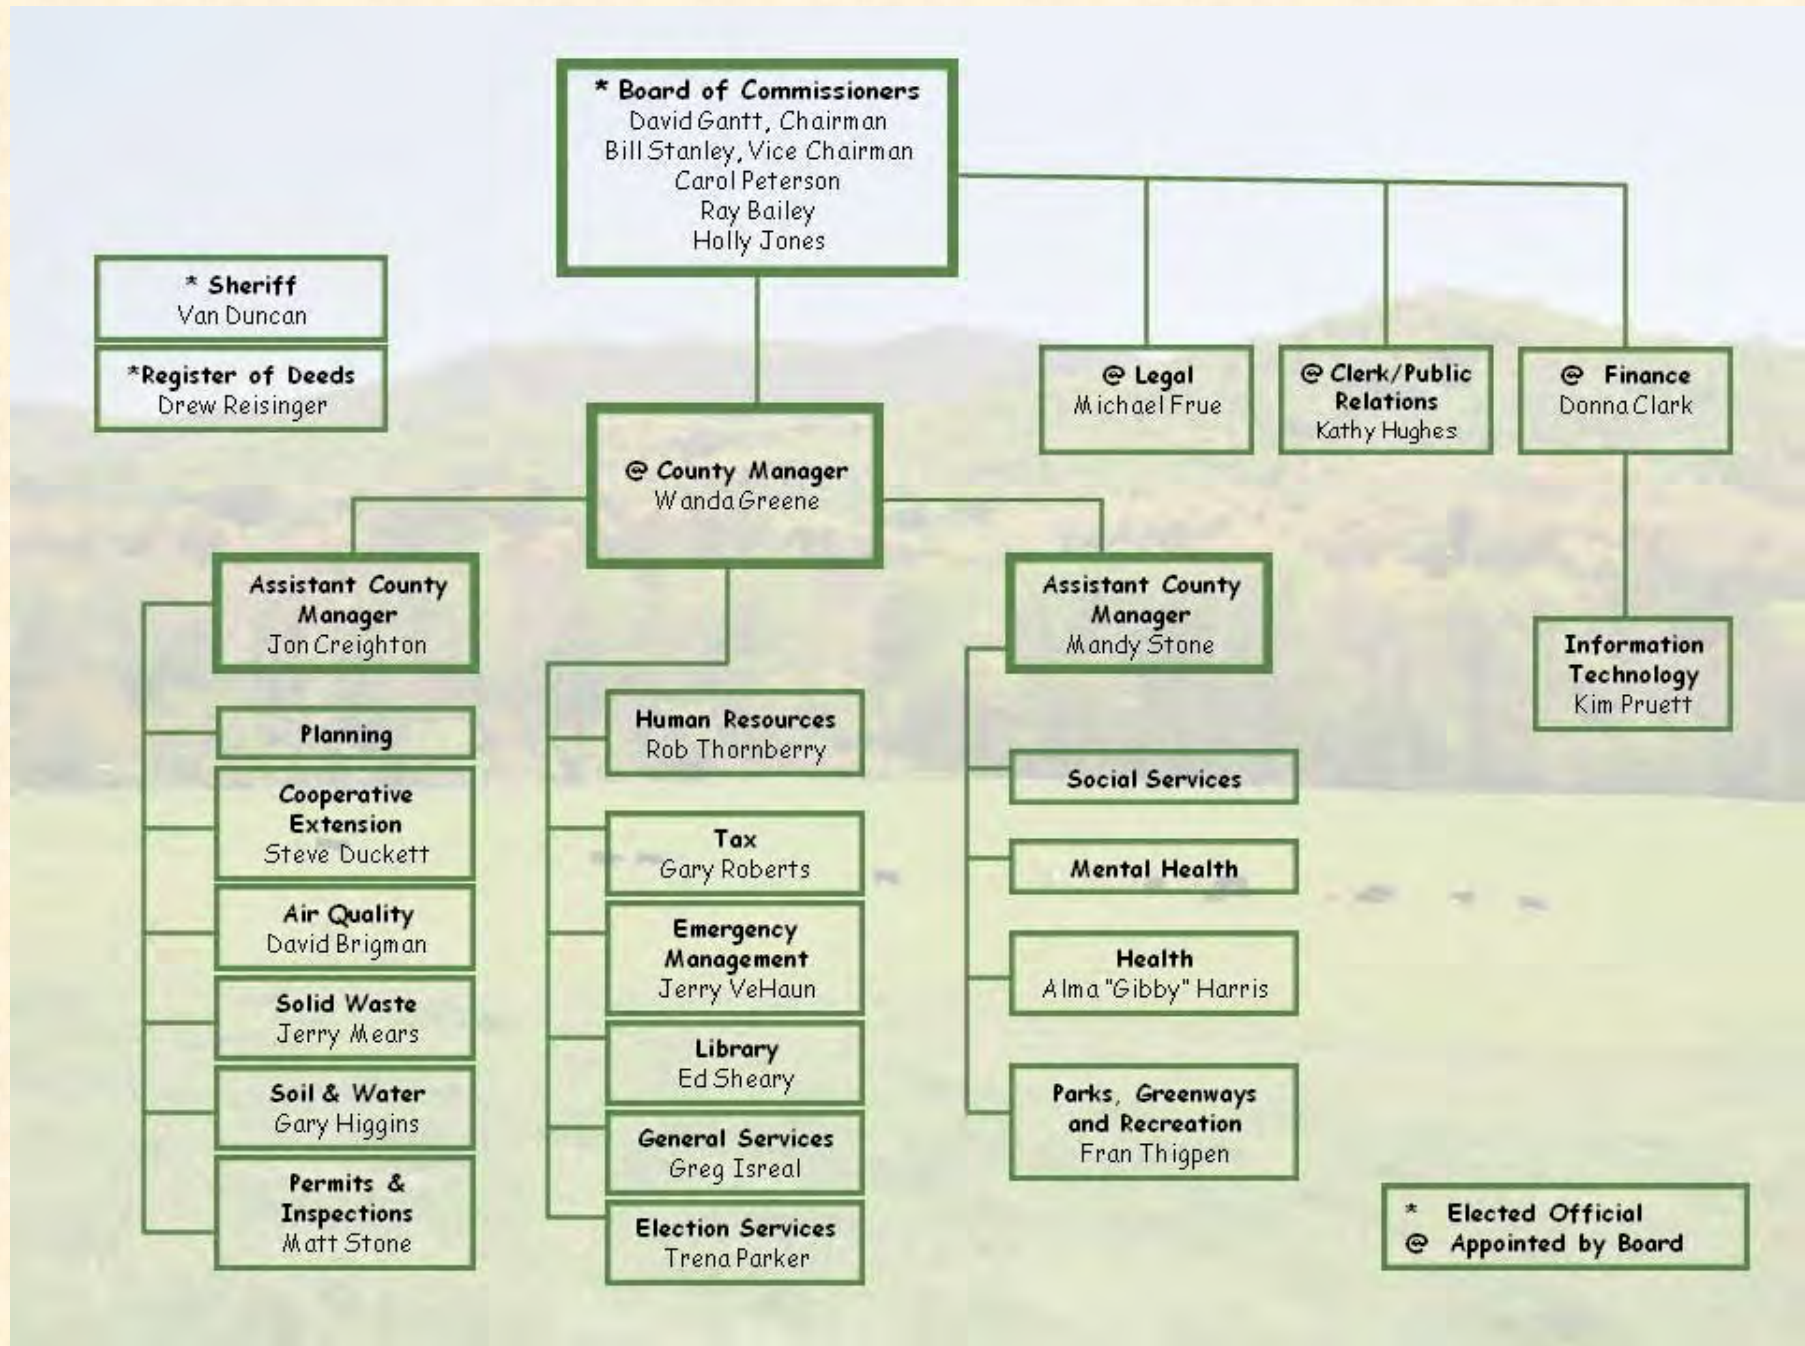 * Board of Commissioners
David Gantt, Chairman
Bill Stanley, Vice Chairman
Carol Peterson
Ray Bailey
Holly Jones
* Sheriff
Van Duncan
*Register of Deeds
Drew Reisinger
@ Legal
Michael Frue
@ Clerk/Public
Relations
Kathy Hughes
@ Finance
Donna Clark
@ County Manager
Wanda Greene
Assistant County
Manager
Jon Creighton
Assistant County
Manager
Mandy Stone
Information
Technology
Kim Pruett
Planning
Cooperative
Extension
Steve Duckett
Air Quality
David Brigman
Solid Waste
Jerry Mears
Soil & Water
Gary Higgins
Permits &
Inspections
Matt Stone
Human Resources
Rob Thornberry
Tax
Gary Roberts
Emergency
Management
Jerry VeHaun
Library
Ed Sheary
General Services
Greg Isreal
Election Services
Trena Parker
Social Services
Mental Health
Health
Alma "Gibby" Harris
Parks, Greenways
and Recreation
Fran Thigpen
* Elected Official
@ Appointed by Board